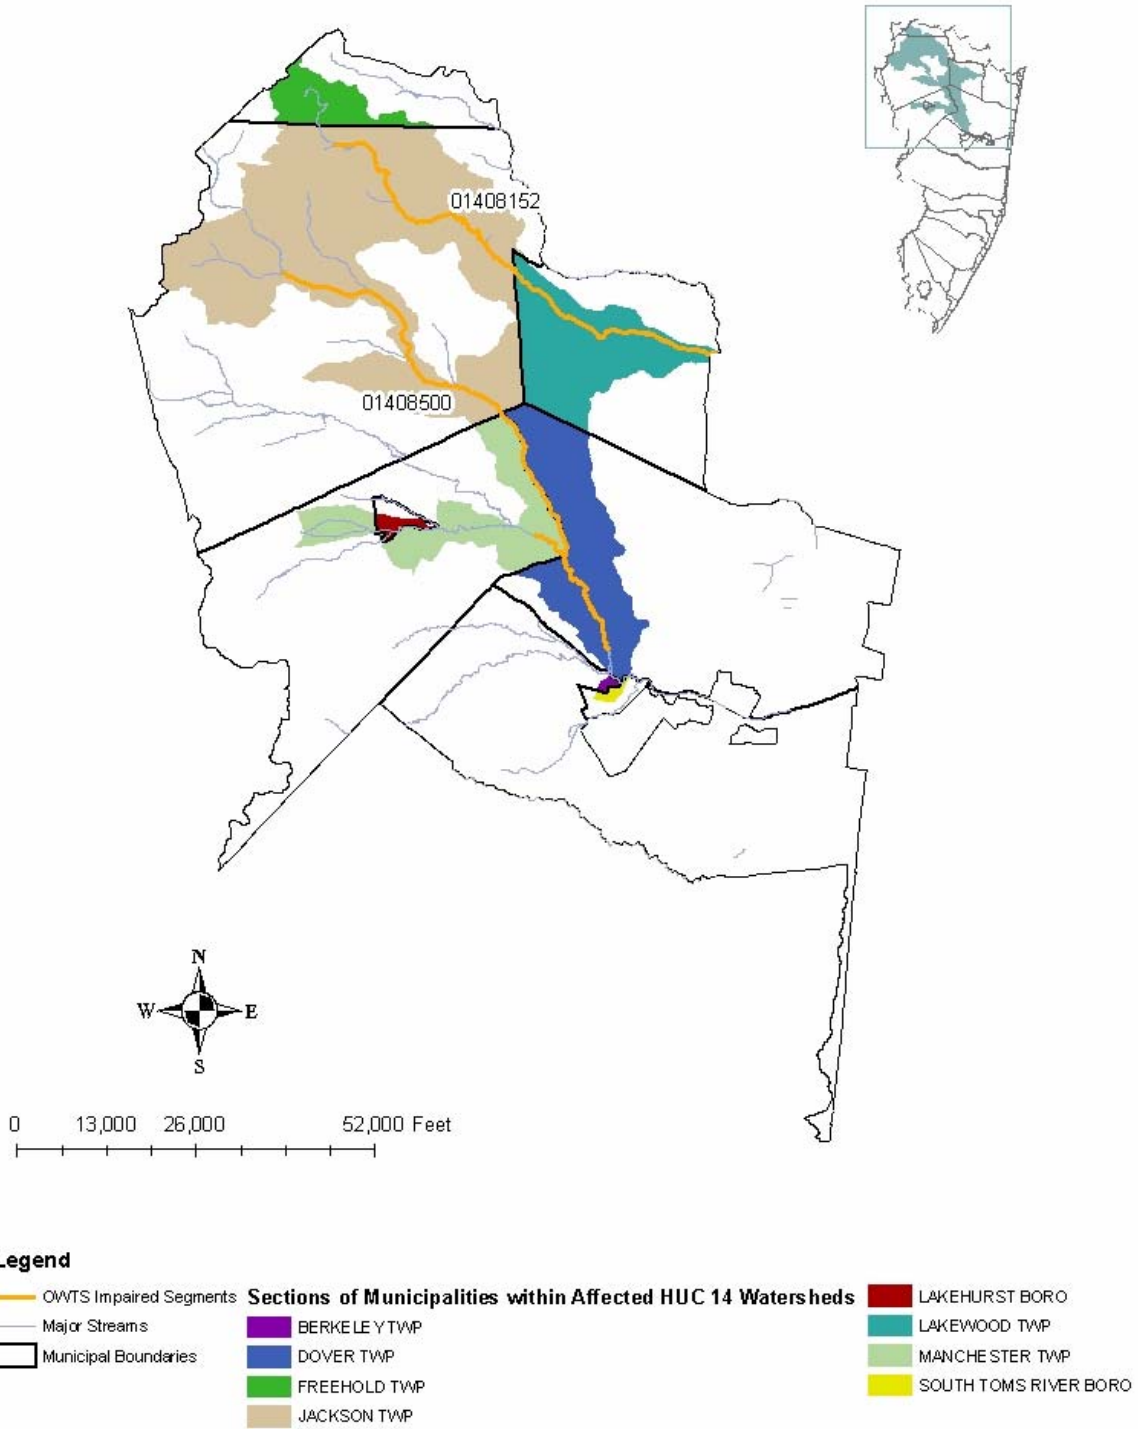 01408152
01408500
N
W E
S
0 13,000 26,000 52,000 Feet
Legend
OWTS Impaired Segments
Major Streams
Municipal Boundaries
Sections of Municipalities within Affected HUC 14 Watersheds
BERKELEY TWP
DOVER TWP
FREEHOLD TWP
JACKSON TWP
LAKEHURST BORO
LAKEWOOD TWP
MANCHESTER TWP
SOUTH TOMS RIVER BORO